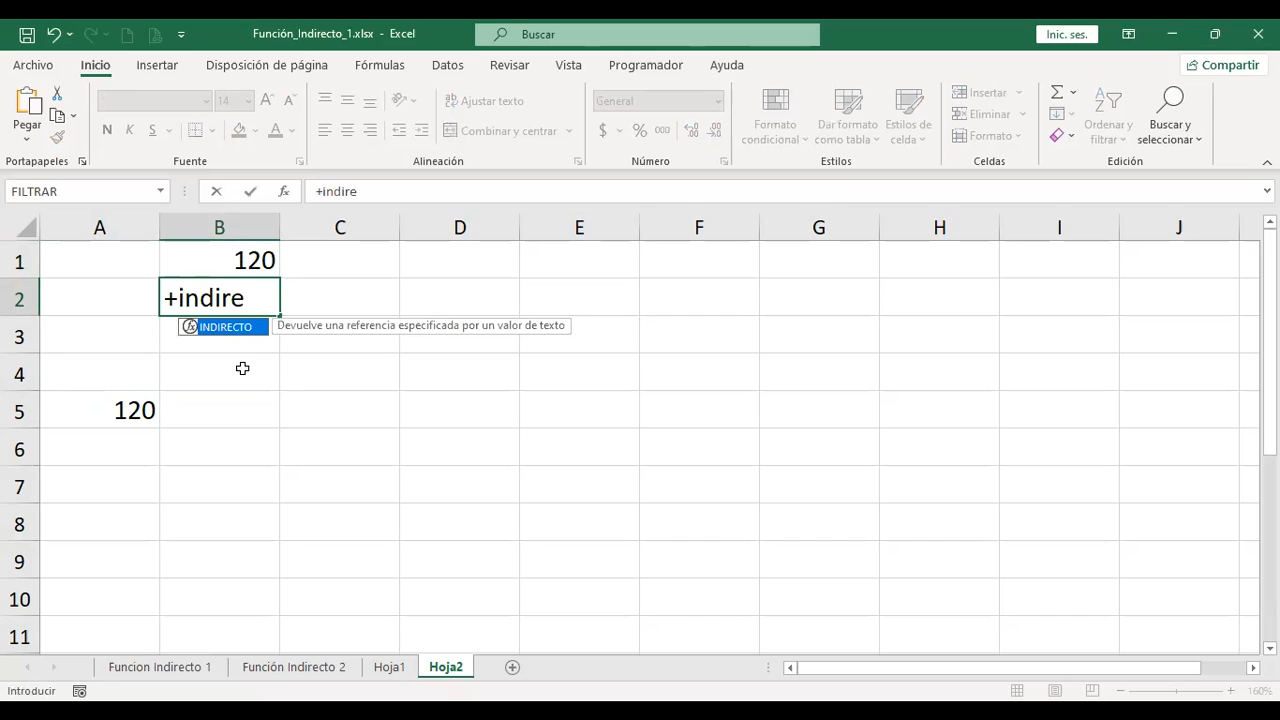 Función_Indirecto_1.xlsx - Excel
Buscar
Inic. ses.
Archivo Inicio Insertar Disposición de página Fórmulas Datos Revisar Vista Programador Ayuda Compartir
Pegar
14
N K S
Ajustar texto
Combinar y centrar
General
$ % 000
Formato condicional
Dar formato como tabla
Estilos de celda
Insertar
Eliminar
Formato
Ordenar y filtrar
Buscar y seleccionar
Portapapeles Fuente Alineación Número Estilos Celdas Edición
FILTRAR fx +indire
A B C D E F G H I J
1 120
2 +indire
INDIRECTO Devuelve una referencia especificada por un valor de texto
3
4
5 120
6
7
8
9
10
11
Funcion Indirecto 1 Función Indirecto 2 Hoja1 Hoja2
Introducir 160%